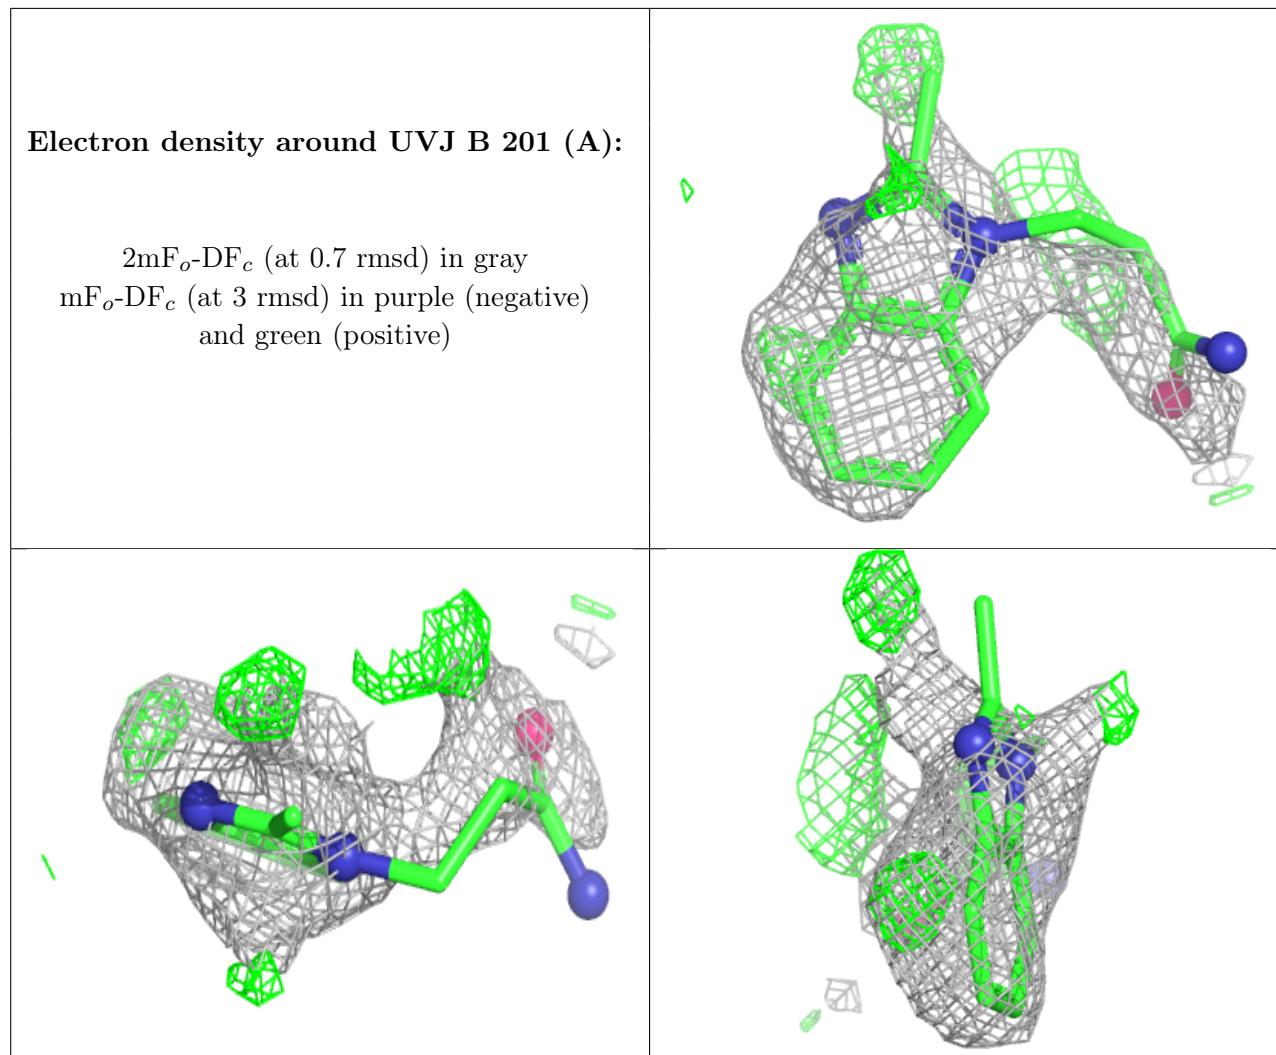 Electron density around UVJ B 201 (A):
2mFo-DFc (at 0.7 rmsd) in gray
mFo-DFc (at 3 rmsd) in purple (negative)
and green (positive)